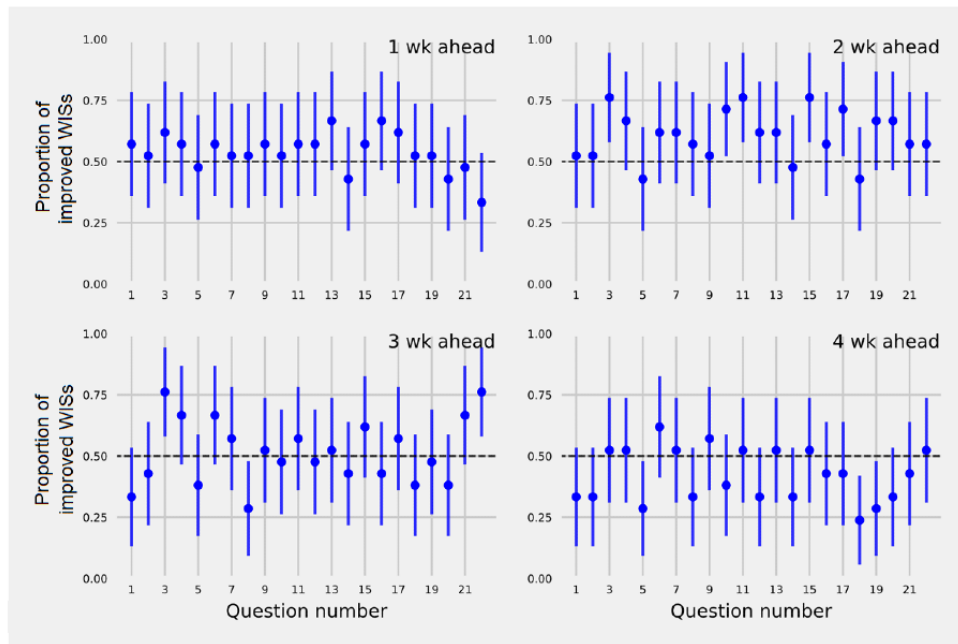 1 wk ahead
Proportion of
improved WISs
1.00
0.75
0.50
0.25
0.00
1 3 5 7 9 11 13 15 17 19 21
2 wk ahead
1.00
0.75
0.50
0.25
0.00
1 3 5 7 9 11 13 15 17 19 21
3 wk ahead
Proportion of
improved WISs
1.00
0.75
0.50
0.25
0.00
1 3 5 7 9 11 13 15 17 19 21
Question number
4 wk ahead
1.00
0.75
0.50
0.25
0.00
1 3 5 7 9 11 13 15 17 19 21
Question number